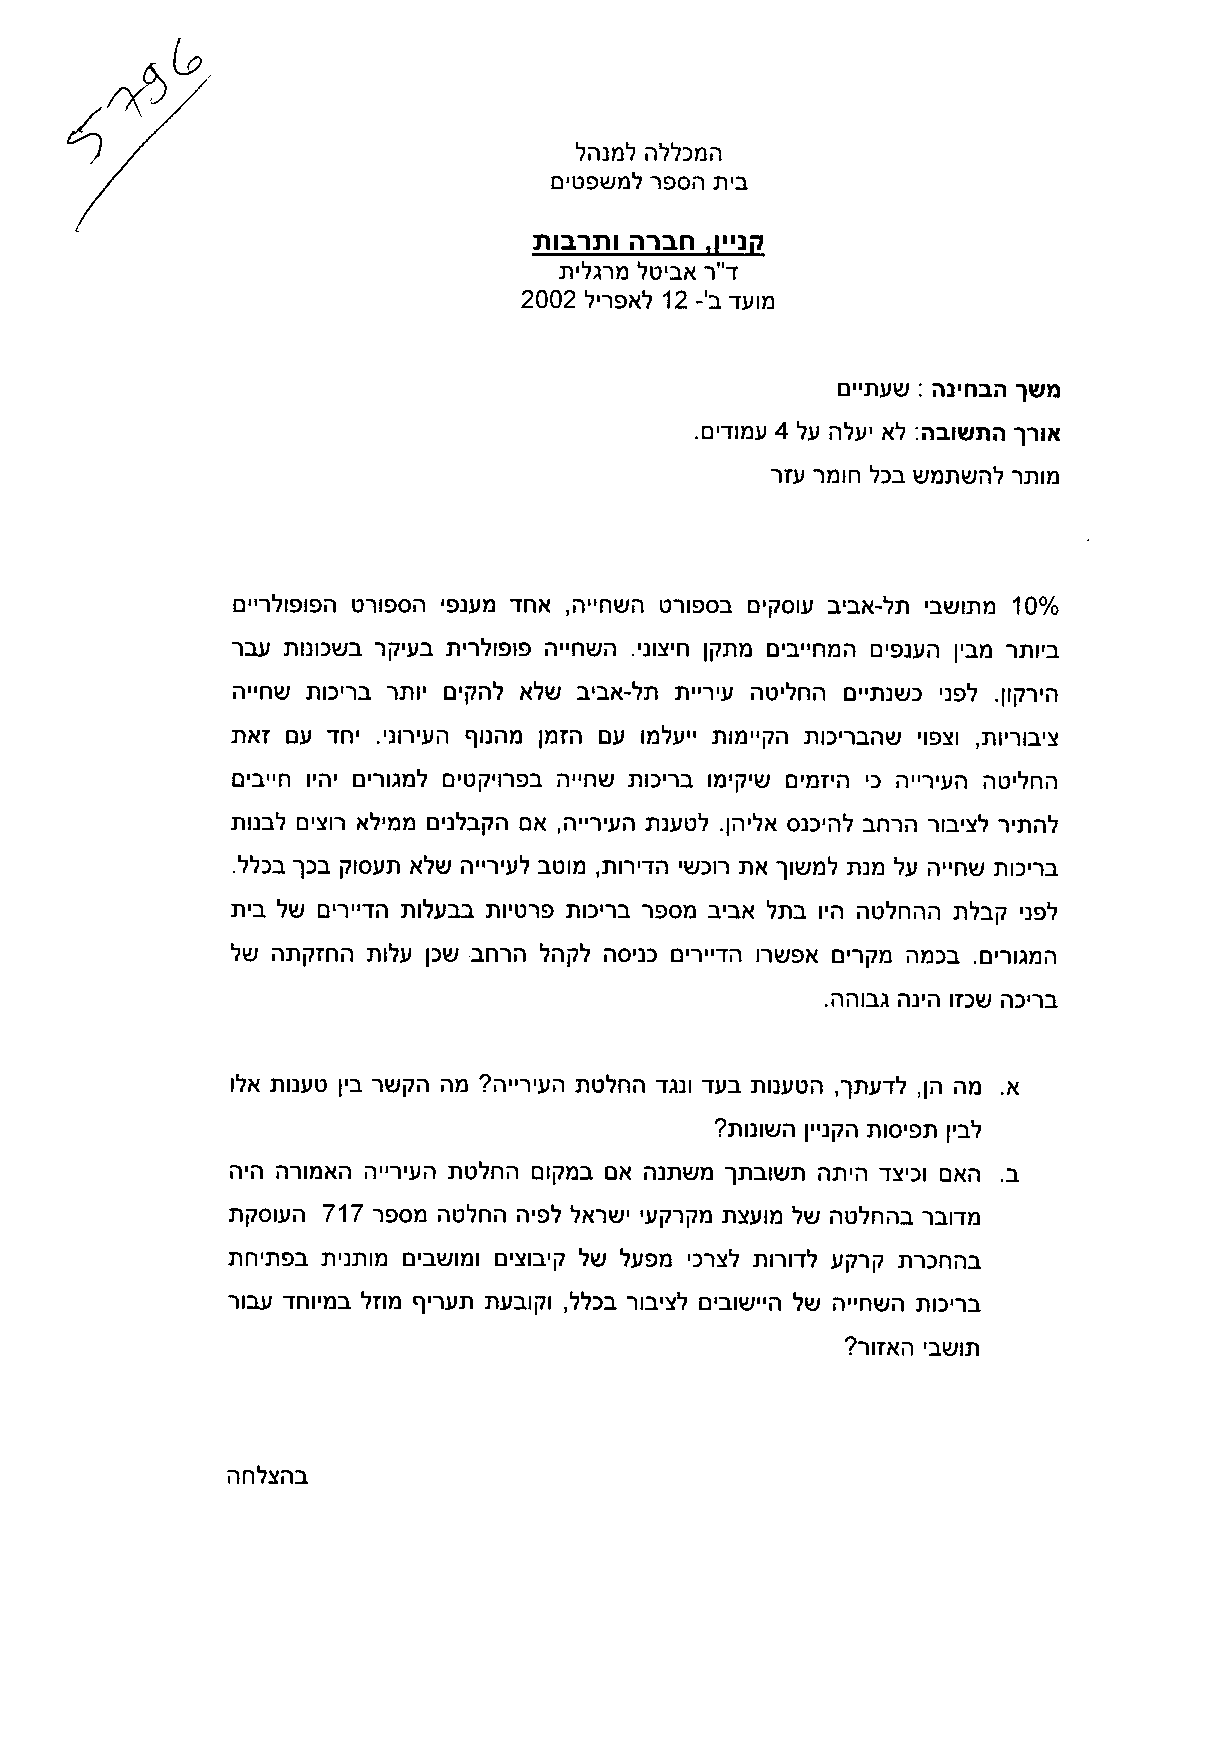 5796
המכללה למנהל
בית הספר למשפטים
קניין, חברה ותרבות
ד"ר אביטל מרגלית
מועד ב'- 12 לאפריל 2002
משך הבחינה : שעתיים
אורך התשובה: לא יעלה על 4 עמודים.
מותר להשתמש בכל חומר עזר
10% מתושבי תל-אביב עוסקים בספורט השחייה, אחד מענפי הספורט הפופולריים
ביותר מבין הענפים המחייבים מתקן חיצוני. השחייה פופולרית בעיקר בשכונות עבר
הירקון. לפני כשנתיים החליטה עיריית תל-אביב שלא להקים יותר בריכות שחייה
ציבוריות, וצפוי שהבריכות הקיימות ייעלמו עם הזמן מהנוף העירוני. יחד עם זאת
החליטה העירייה כי היזמים שיקימו בריכות שחייה בפרויקטים למגורים יהיו חייבים
להתיר לציבור הרחב להיכנס אליהן. לטענת העירייה, אם הקבלנים ממילא רוצים לבנות
בריכות שחייה על מנת למשוך את רוכשי הדירות, מוטב לעירייה שלא תעסוק בכך בכלל.
לפני קבלת ההחלטה היו בתל אביב מספר בריכות פרטיות בבעלות הדיירים של בית
המגורים. בכמה מקרים אפשרו הדיירים כניסה לקהל הרחב שכן עלות החזקתה של
בריכה שכזו הינה גבוהה.
א. מה הן, לדעתך, הטענות בעד ונגד החלטת העירייה? מה הקשר בין טענות אלו
לבין תפיסות הקניין השונות?
ב. האם וכיצד היתה תשובתך משתנה אם במקום החלטת העירייה האמורה היה
מדובר בהחלטה של מועצת מקרקעי ישראל לפיה החלטה מספר 717 העוסקת
בהחכרת קרקע לדורות לצרכי מפעל של קיבוצים ומושבים מותנית בפתיחת
בריכות השחייה של היישובים לציבור בכלל, וקובעת תעריף מוזל במיוחד עבור
תושבי האזור?
בהצלחה